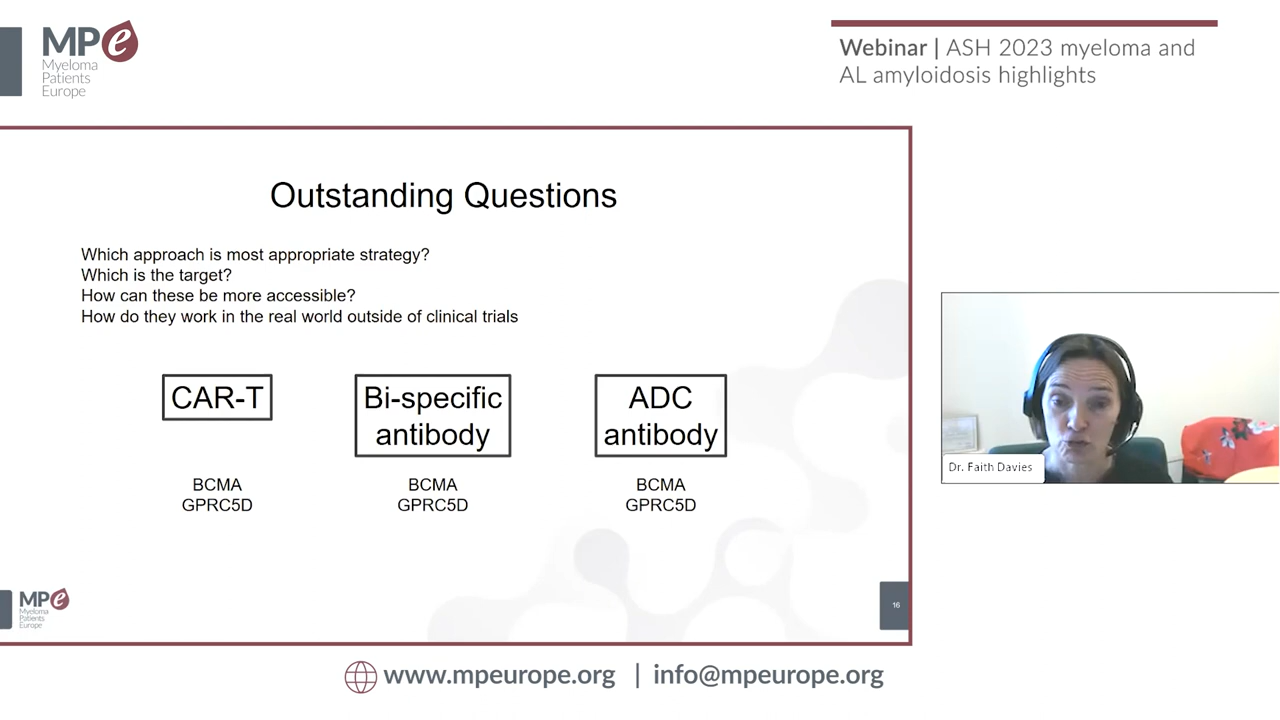 MPe
Myeloma
Patients
Europe
Webinar | ASH 2023 myeloma and
AL amyloidosis highlights
Outstanding Questions
Which approach is most appropriate strategy?
Which is the target?
How can these be more accessible?
How do they work in the real world outside of clinical trials
CAR-T
Bi-specific
antibody
ADC
antibody
BCMA
GPRC5D
BCMA
GPRC5D
BCMA
GPRC5D
Dr. Faith Davies
MPe
Myeloma
Patients
Europe
16
www.mpeurope.org | info@mpeurope.org